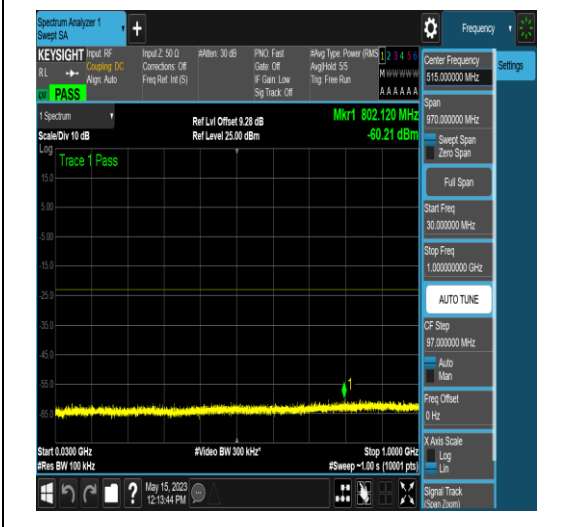 Spectrum Analyzer 1
Swept SA
+
Frequency
KEYSIGHT
RL
Input: RF
Coupling: DC
Align: Auto
Input Z: 50 Ω
Corrections: Off
Freq Ref: Int (S)
#Atten: 30 dB
PNO: Fast
Gate: Off
IF Gain: Low
Sig Track: Off
#Avg Type: Power (RMS
Avg|Hold: 5/5
Trig: Free Run
1 2 3 4 5 6
M W W W W W
A A A A A A
PASS
1 Spectrum
Scale/Div 10 dB
Ref Lvl Offset 9.28 dB
Ref Level 25.00 dBm
Mkr1 802.120 MHz
-60.21 dBm
Log
Trace 1 Pass
15.0
5.00
-5.00
-15.0
-25.0
-35.0
-45.0
-55.0
-65.0
1
Start 0.0300 GHz
#Res BW 100 kHz
#Video BW 300 kHz*
Stop 1.0000 GHz
#Sweep ~1.00 s (10001 pts)
Center Frequency
515.000000 MHz
Settings
Span
970.000000 MHz
Swept Span
Zero Span
Full Span
Start Freq
30.000000 MHz
Stop Freq
1.000000000 GHz
AUTO TUNE
CF Step
97.000000 MHz
Auto
Man
Freq Offset
0 Hz
X Axis Scale
Log
Lin
Signal Track
(Span Zoom)
?
May 15, 2023
12:13:44 PM